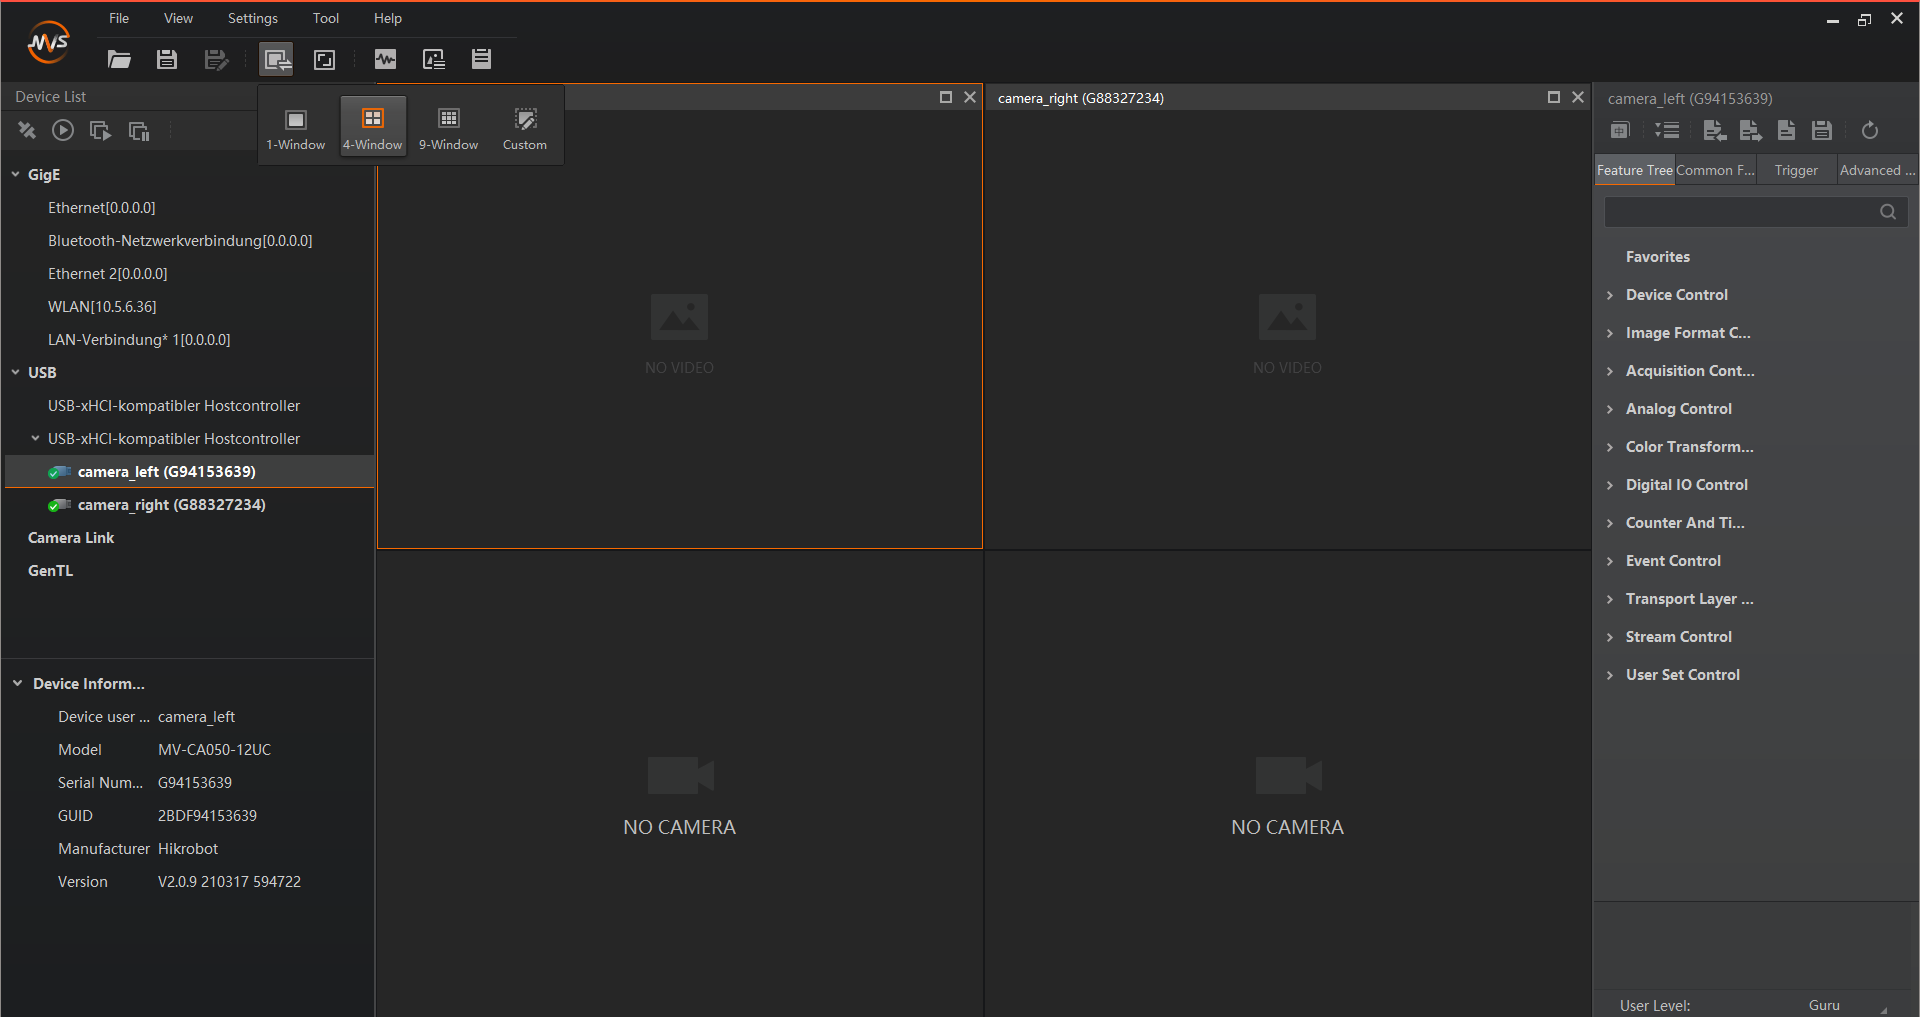 MVS
File
View
Settings
Tool
Help
Device List
1-Window
4-Window
9-Window
Custom
GigE
Ethernet[0.0.0.0]
Bluetooth-Netzwerkverbindung[0.0.0.0]
Ethernet 2[0.0.0.0]
WLAN[10.5.6.36]
LAN-Verbindung* 1[0.0.0.0]
USB
USB-xHCI-kompatibler Hostcontroller
USB-xHCI-kompatibler Hostcontroller
camera_left (G94153639)
camera_right (G88327234)
Camera Link
GenTL
Device Inform...
Device user ... camera_left
Model MV-CA050-12UC
Serial Num... G94153639
GUID 2BDF94153639
Manufacturer Hikrobot
Version V2.0.9 210317 594722
NO VIDEO
camera_right (G88327234)
NO VIDEO
NO CAMERA
NO CAMERA
camera_left (G94153639)
中
Feature Tree
Common F...
Trigger
Advanced ...
Favorites
Device Control
Image Format C...
Acquisition Cont...
Analog Control
Color Transform...
Digital IO Control
Counter And Ti...
Event Control
Transport Layer ...
Stream Control
User Set Control
User Level: Guru